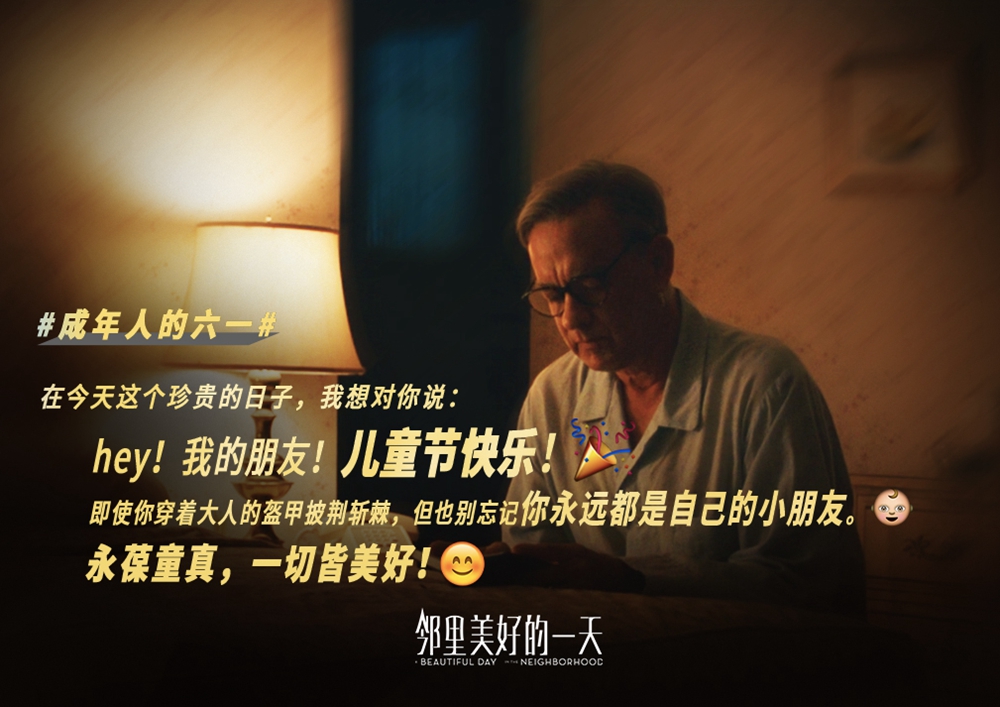 #成年人的六一#
在今天这个珍贵的日子，我想对你说：
hey！我的朋友！儿童节快乐！🎉
即使你穿着大人的盔甲披荆斩棘，但也别忘记你永远都是自己的小朋友。👶
永葆童真，一切皆美好！😊
邻里美好的一天
A BEAUTIFUL DAY IN THE NEIGHBORHOOD